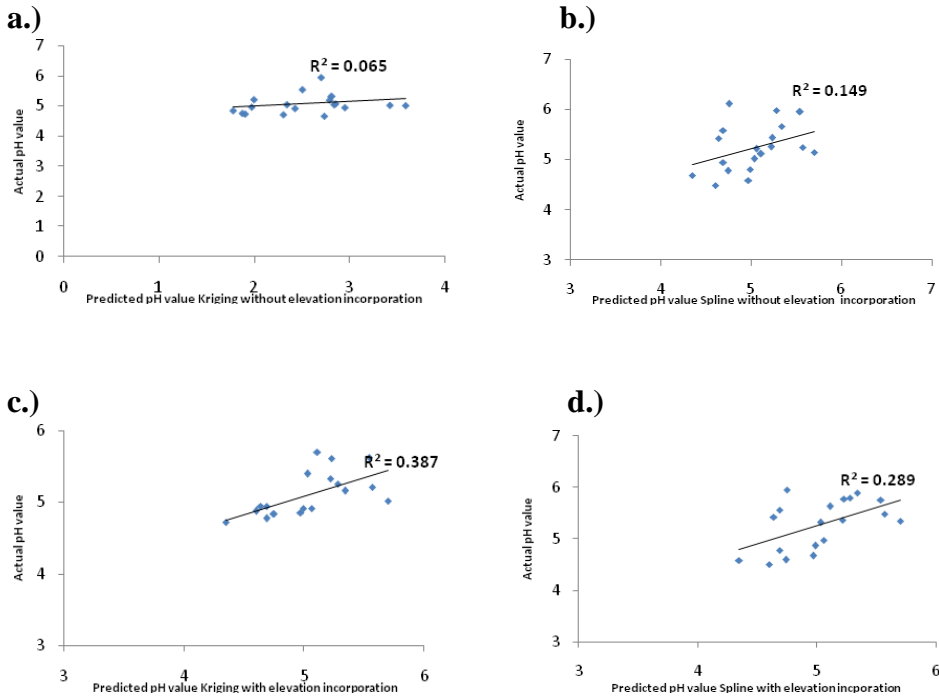 a.)
7
6
5
4
3
2
1
0
Actual pH value
R² = 0.065
0 1 2 3 4
Predicted pH value Kriging without elevation incorporation
b.)
7
6
5
4
3
Actual pH value
R² = 0.149
3 4 5 6 7
Predicted pH value Spline without elevation incorporation
c.)
6
5
4
3
Actual pH value
R² = 0.387
3 4 5 6
Predicted pH value Kriging with elevation incorporation
d.)
7
6
5
4
3
Actual pH value
R² = 0.289
3 4 5 6
Predicted pH value Spline with elevation incporation